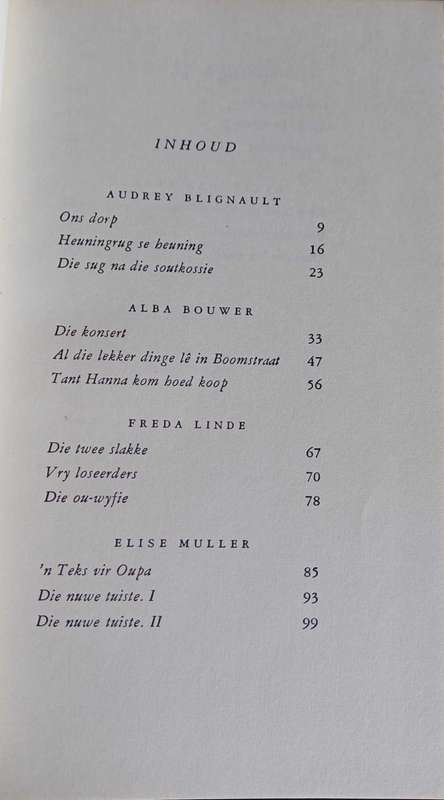 INHOUD
AUDREY BLIGNAULT
Ons dorp 9
Heuningrug se heuning 16
Die sug na die soutkossie 23
ALBA BOUWER
Die konsert 33
Al die lekker dinge lê in Boomstraat 47
Tant Hanna kom hoed koop 56
FREDA LINDE
Die twee slakke 67
Vry loseerders 70
Die ou-wyfie 78
ELISE MULLER
'n Teks vir Oupa 85
Die nuwe tuiste. I 93
Die nuwe tuiste. II 99